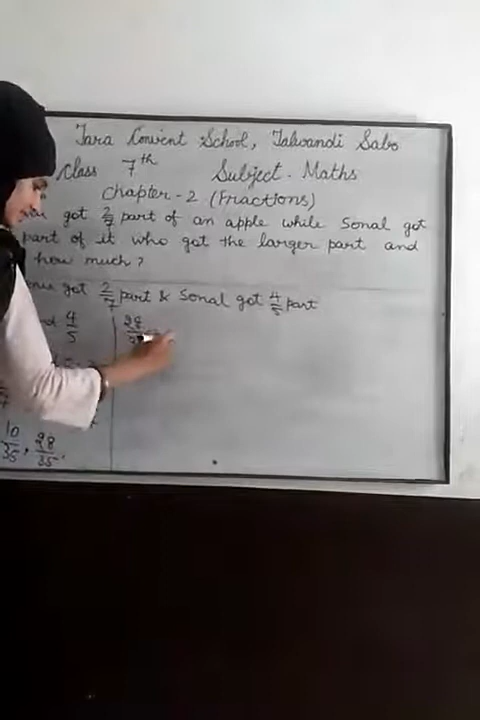 Tara Convent School, Talwandi Sabo
Class 7th Subject - Maths
Chapter - 2 (Fractions)
got 2/7 part of an apple while Sonal got
part of it who got the larger part and
how much?
got 2/7 part & Sonal got 4/5 part
4/5 28/35
10/35, 28/35.